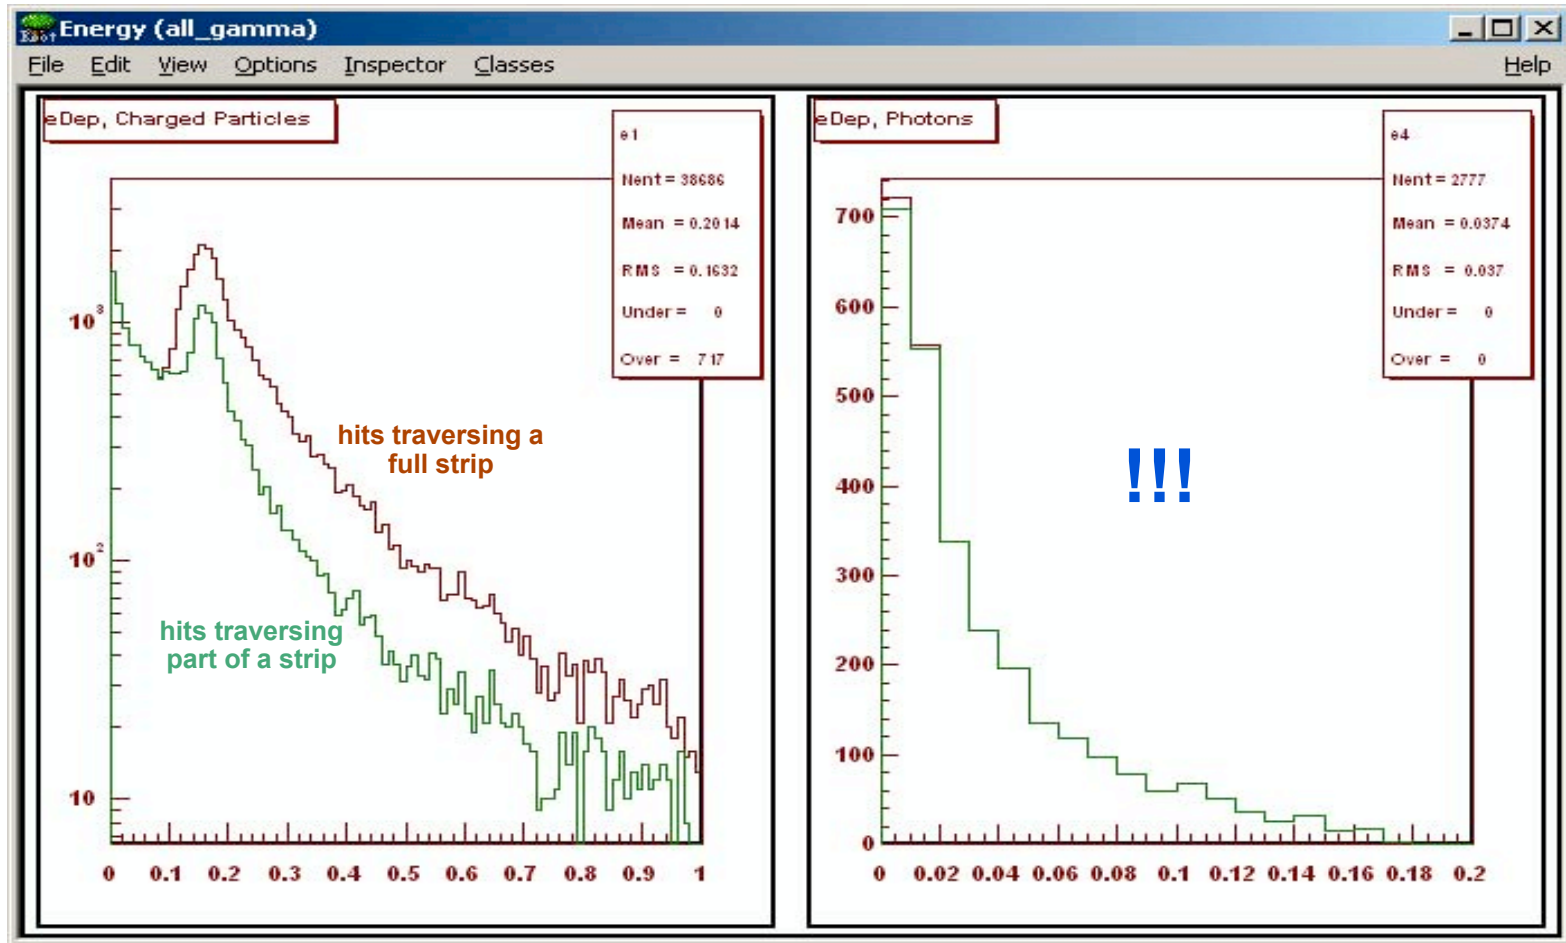 Energy (all_gamma)
File Edit View Options Inspector Classes Help
eDep, Charged Particles
e1
Nent = 38686
Mean = 0.2014
RMS = 0.1632
Under = 0
Over = 717
10³
10²
10
hits traversing a
full strip
hits traversing
part of a strip
0 0.1 0.2 0.3 0.4 0.5 0.6 0.7 0.8 0.9 1
eDep, Photons
e4
Nent = 2777
Mean = 0.0374
RMS = 0.037
Under = 0
Over = 0
700
600
500
400
300
200
100
0
!!!
0 0.02 0.04 0.06 0.08 0.1 0.12 0.14 0.16 0.18 0.2